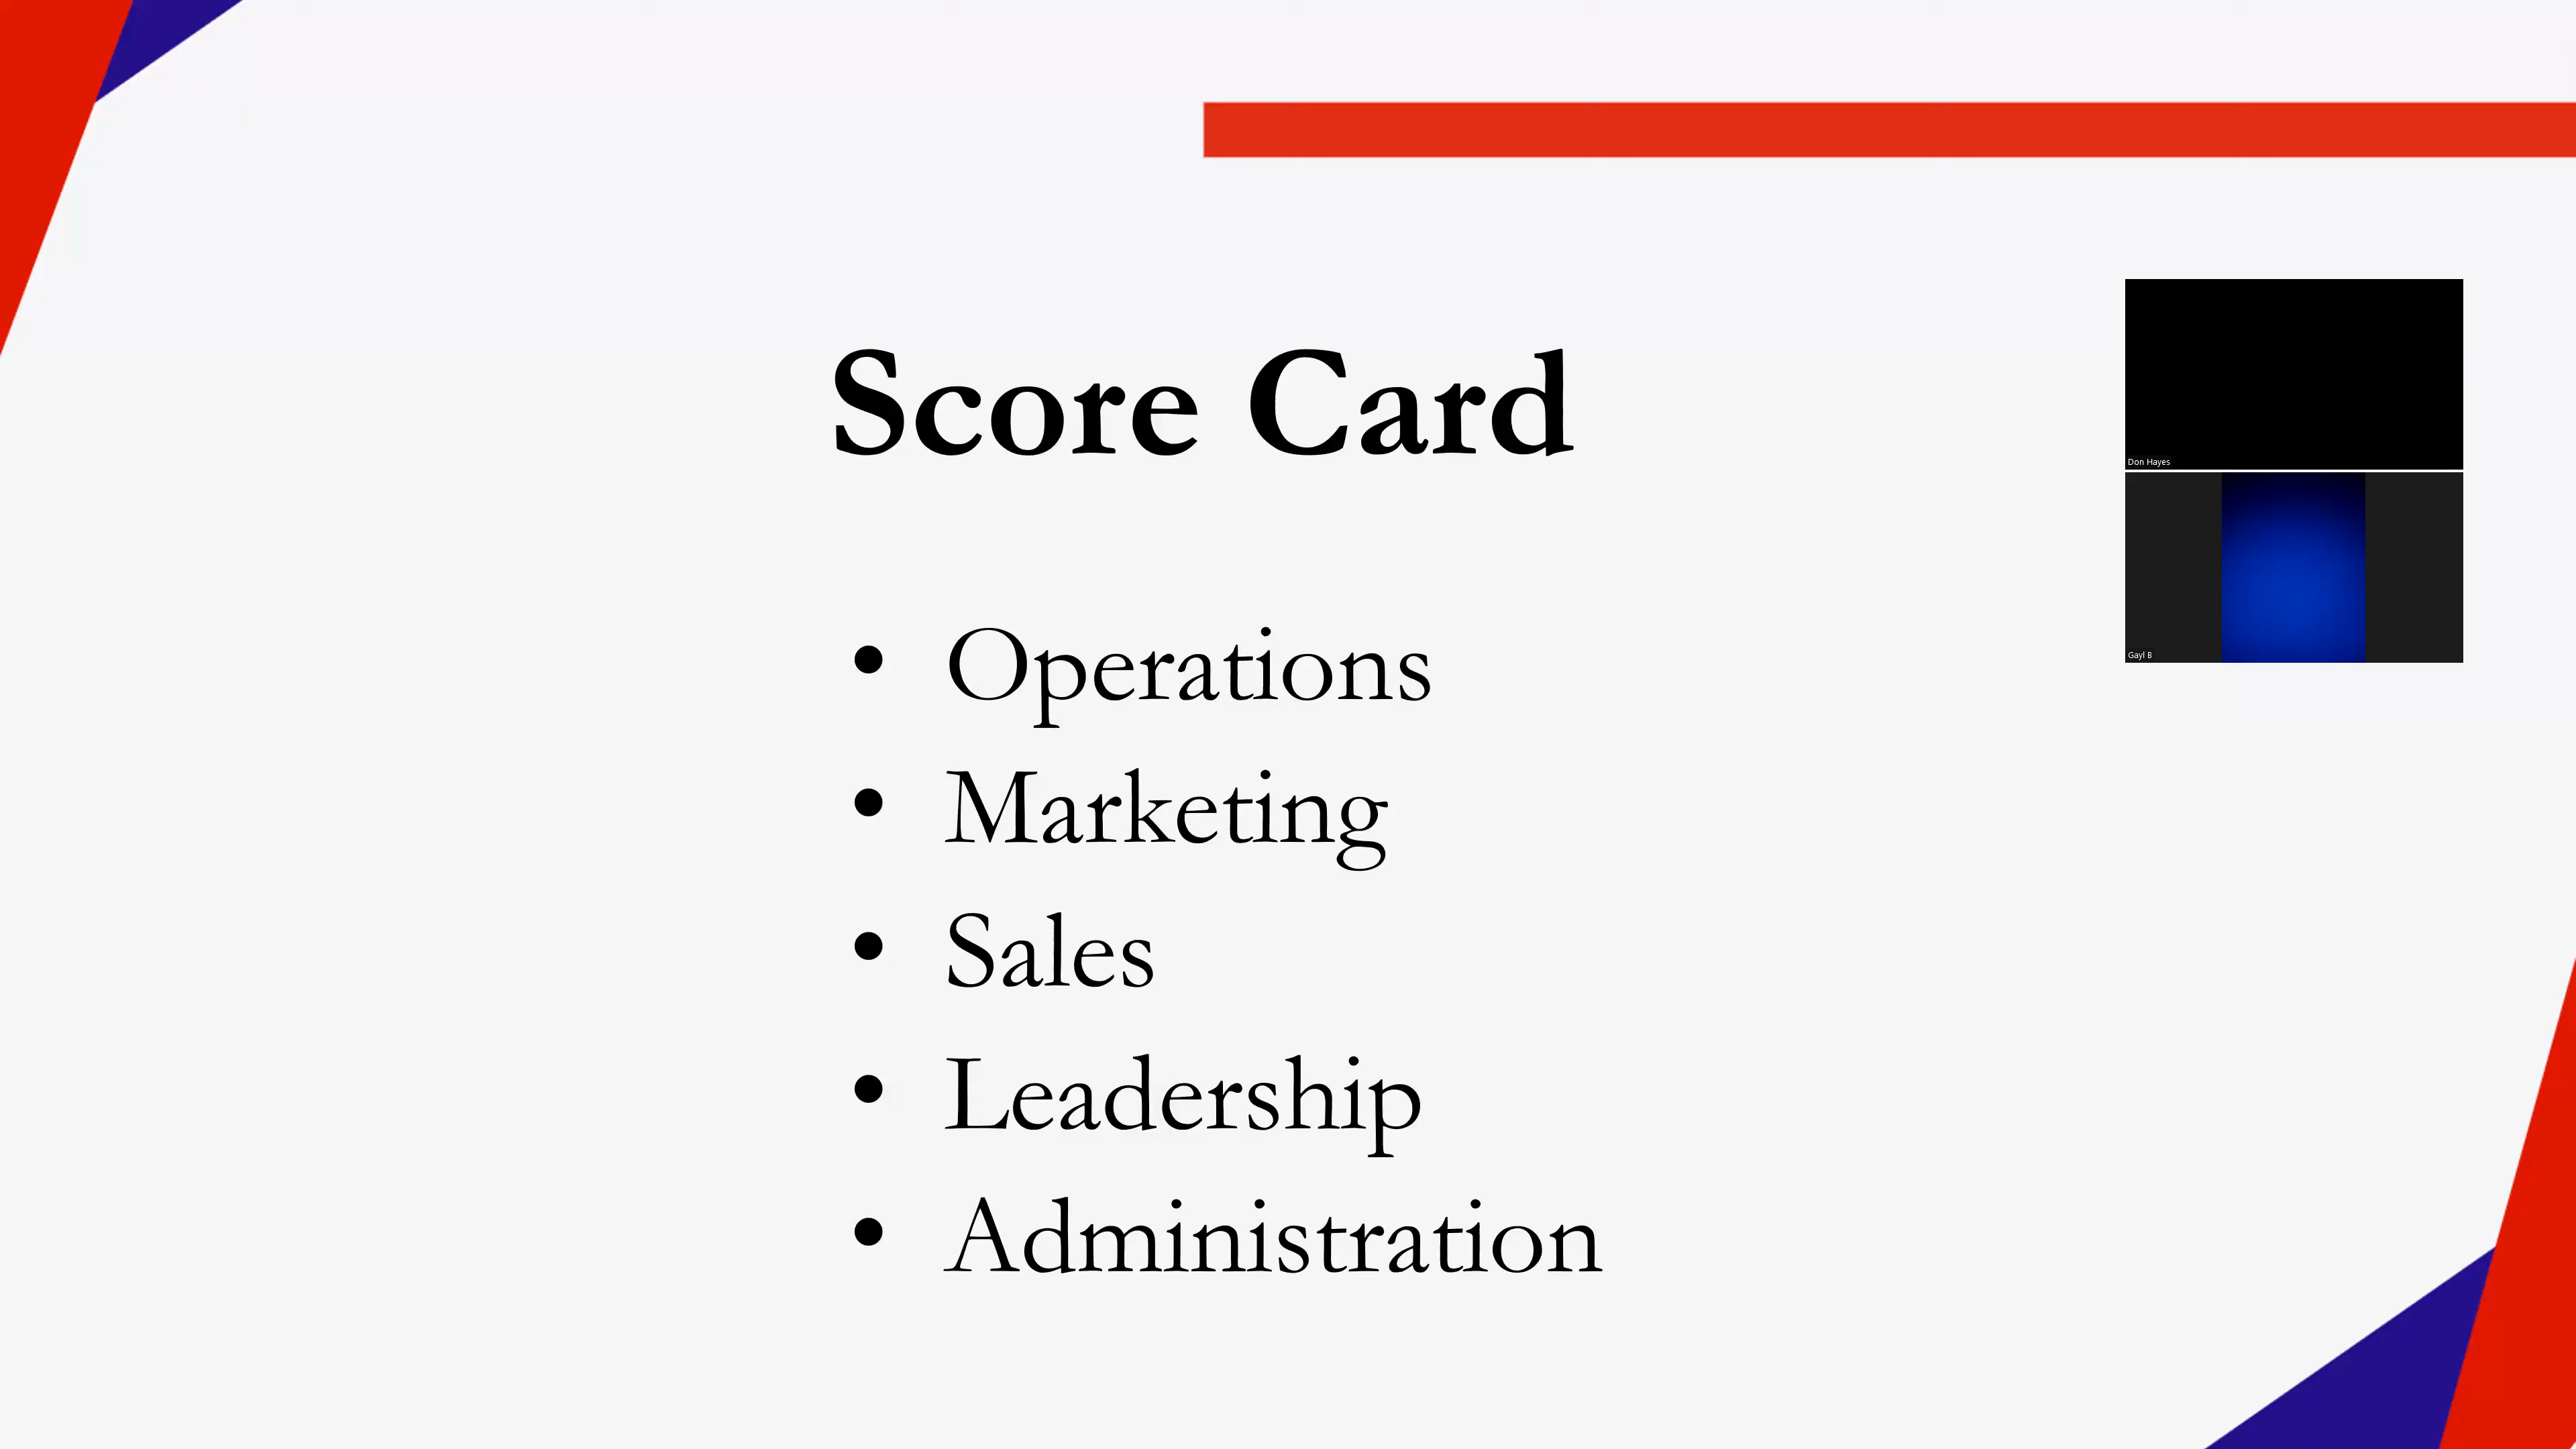 Score Card
• Operations
• Marketing
• Sales
• Leadership
• Administration
Don Hayes
Gayl B